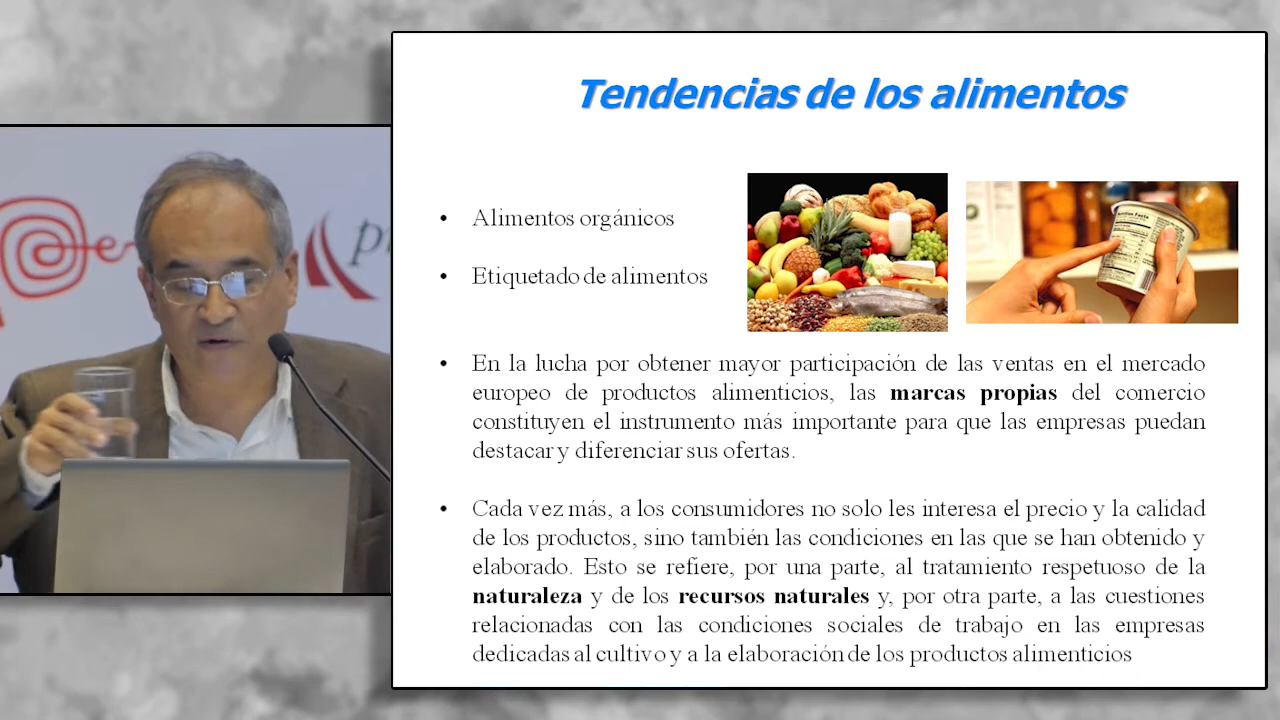 Tendencias de los alimentos
• Alimentos orgánicos
• Etiquetado de alimentos
• En la lucha por obtener mayor participación de las ventas en el mercado
europeo de productos alimenticios, las marcas propias del comercio
constituyen el instrumento más importante para que las empresas puedan
destacar y diferenciar sus ofertas.
• Cada vez más, a los consumidores no solo les interesa el precio y la calidad
de los productos, sino también las condiciones en las que se han obtenido y
elaborado. Esto se refiere, por una parte, al tratamiento respetuoso de la
naturaleza y de los recursos naturales y, por otra parte, a las cuestiones
relacionadas con las condiciones sociales de trabajo en las empresas
dedicadas al cultivo y a la elaboración de los productos alimenticios
Nutrition Facts